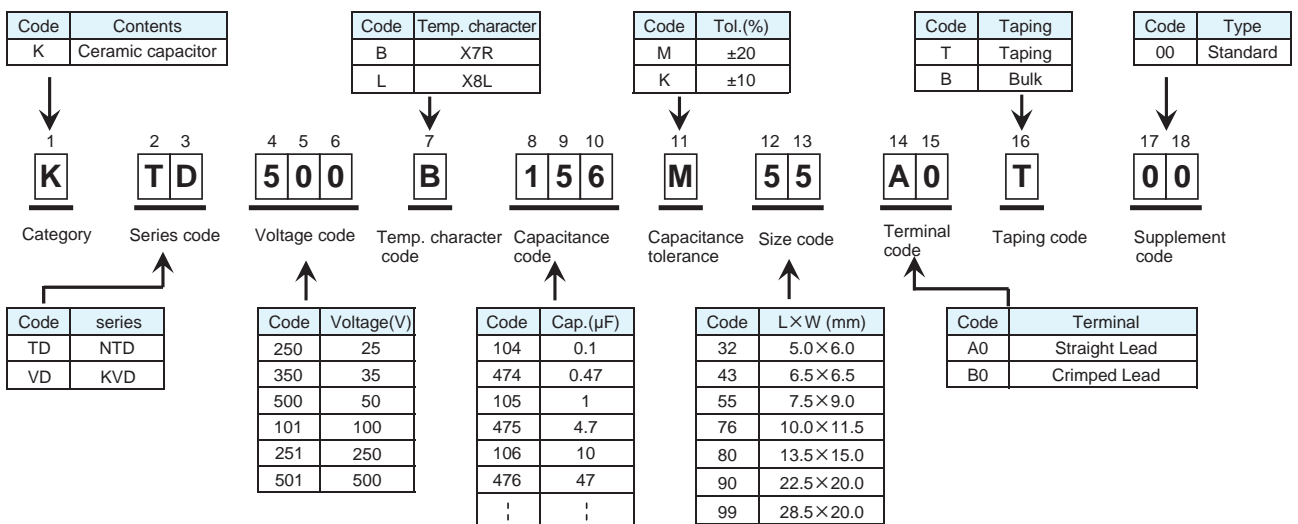 Code Contents
K Ceramic capacitor
Code Temp. character
B X7R
L X8L
Code Tol.(%)
M ±20
K ±10
Code Taping
T Taping
B Bulk
Code Type
00 Standard
1 2 3 4 5 6 7 8 9 10 11 12 13 14 15 16 17 18
K T D 5 0 0 B 1 5 6 M 5 5 A 0 T 0 0
Category
Series code
Voltage code
Temp. character
code
Capacitance
code
Capacitance
tolerance
Size code
Terminal
code
Taping code
Supplement
code
Code series
TD NTD
VD KVD
Code Voltage(V)
250 25
350 35
500 50
101 100
251 250
501 500
Code Cap.(µF)
104 0.1
474 0.47
105 1
475 4.7
106 10
476 47
Code L×W (mm)
32 5.0×6.0
43 6.5×6.5
55 7.5×9.0
76 10.0×11.5
80 13.5×15.0
90 22.5×20.0
99 28.5×20.0
Code Terminal
A0 Straight Lead
B0 Crimped Lead